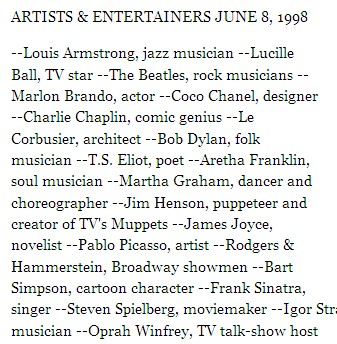 ARTISTS & ENTERTAINERS JUNE 8, 1998
--Louis Armstrong, jazz musician --Lucille
Ball, TV star --The Beatles, rock musicians --
Marlon Brando, actor --Coco Chanel, designer
--Charlie Chaplin, comic genius --Le
Corbusier, architect --Bob Dylan, folk
musician --T.S. Eliot, poet --Aretha Franklin,
soul musician --Martha Graham, dancer and
choreographer --Jim Henson, puppeteer and
creator of TV's Muppets --James Joyce,
novelist --Pablo Picasso, artist --Rodgers &
Hammerstein, Broadway showmen --Bart
Simpson, cartoon character --Frank Sinatra,
singer --Steven Spielberg, moviemaker --Igor
musician --Oprah Winfrey, TV talk-show host